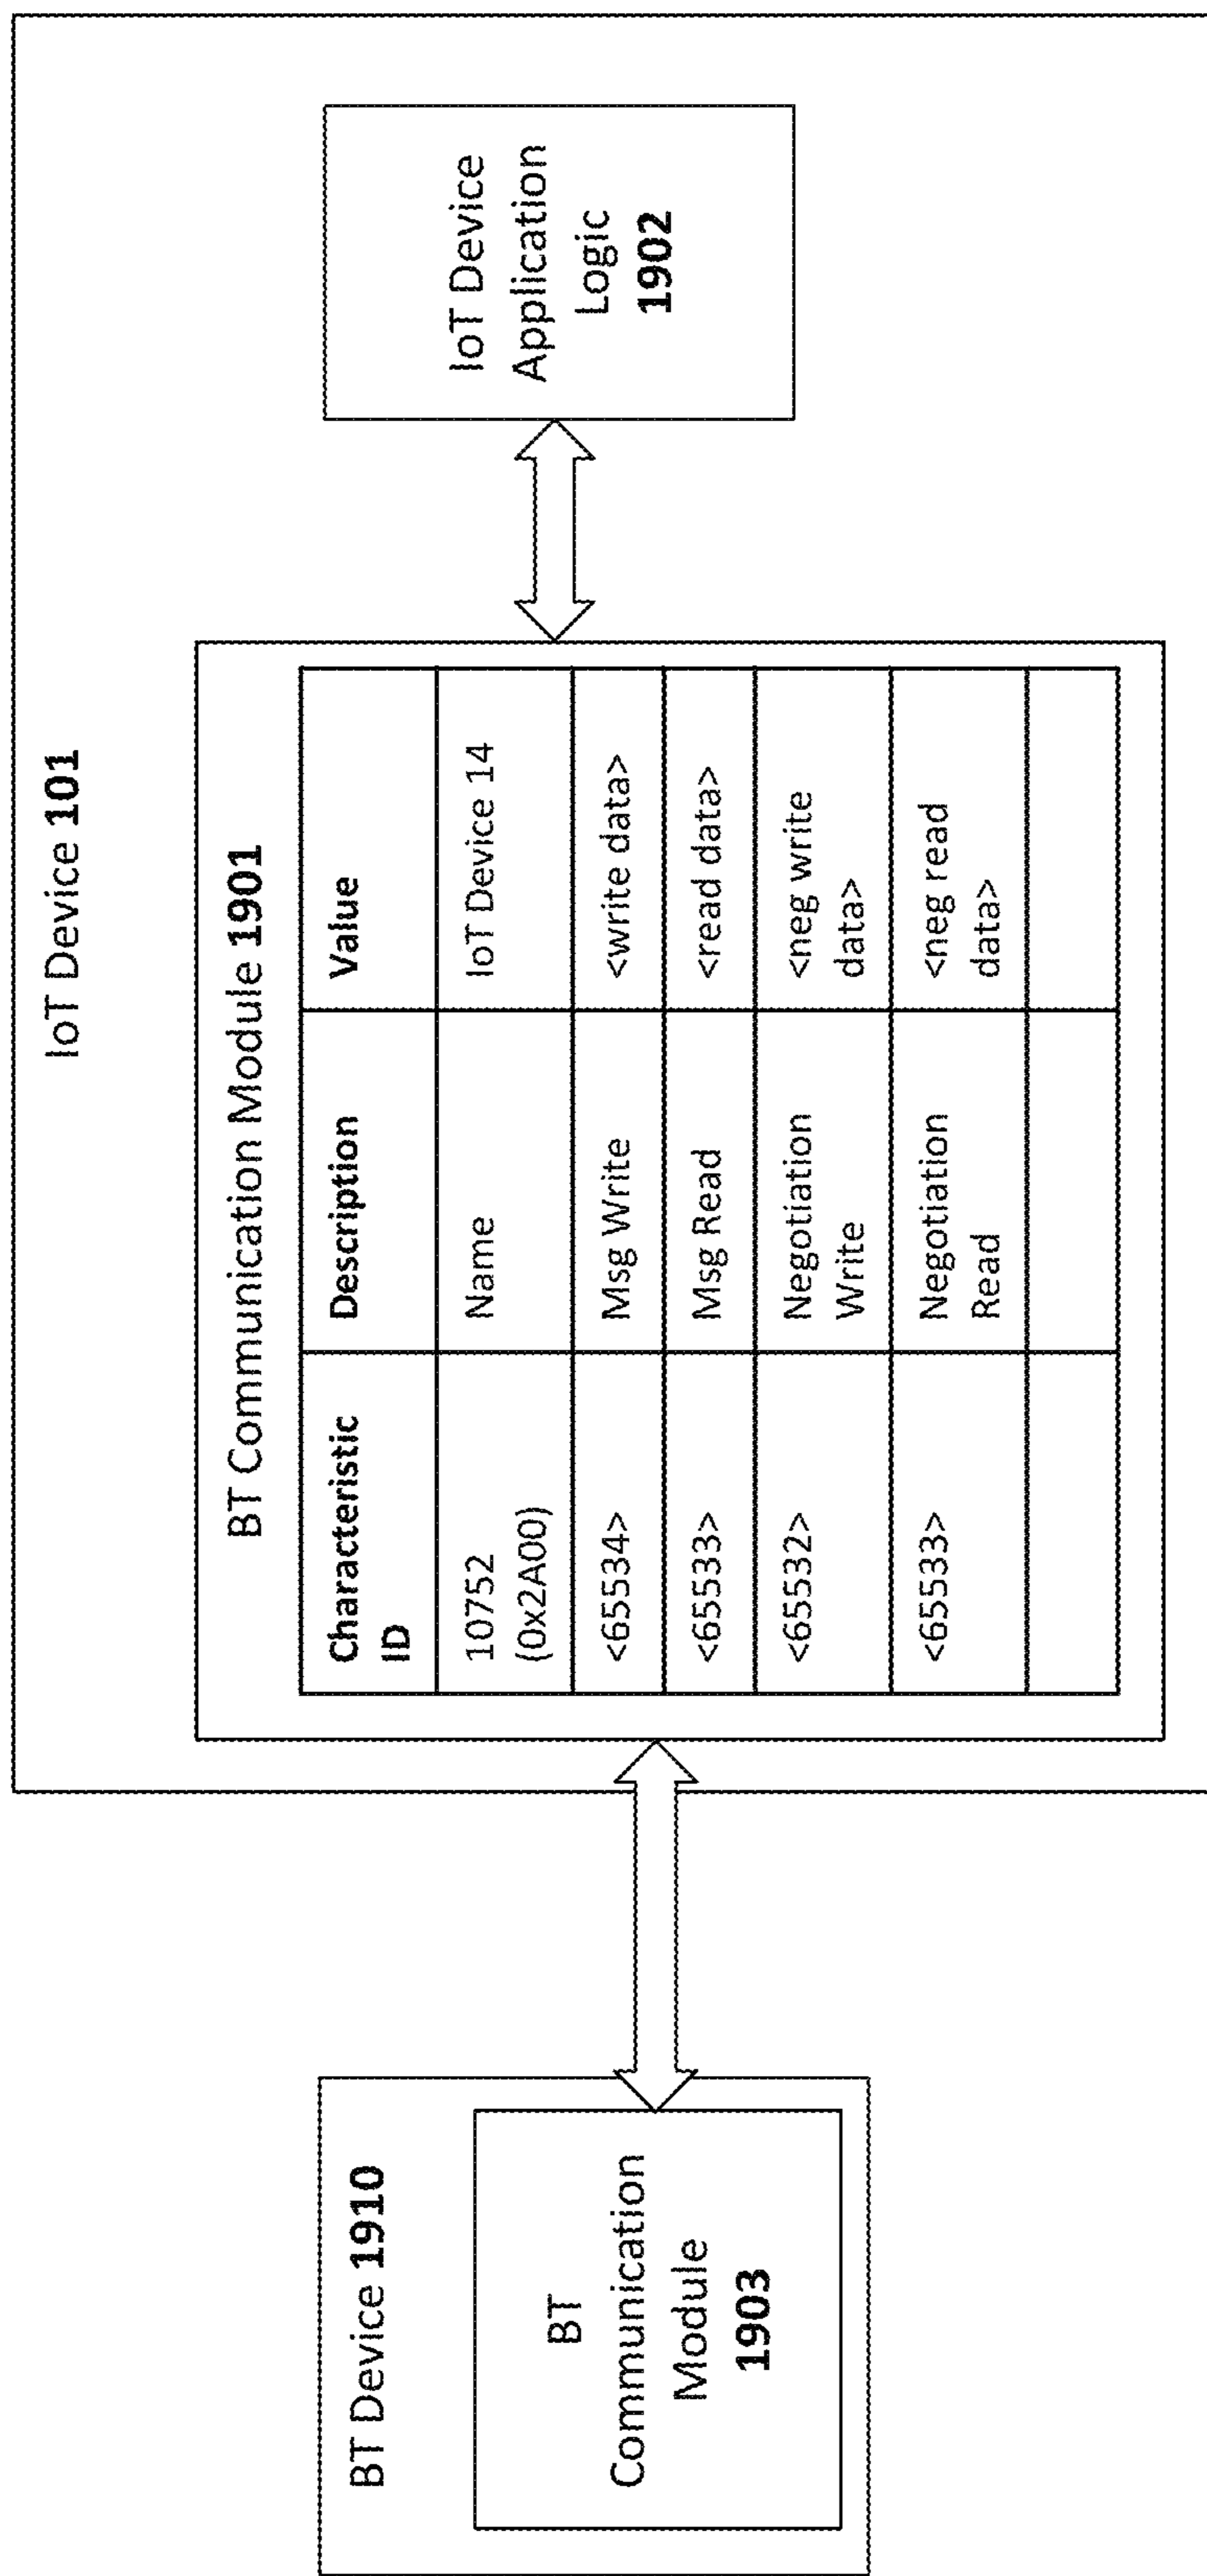 IoT Device 101
BT Communication Module 1901
Characteristic
ID
Description
Value
10752
(0x2A00)
Name
IoT Device 14
<65534>
Msg Write
<write data>
<65533>
Msg Read
<read data>
<65532>
Negotiation
Write
<neg write
data>
<65533>
Negotiation
Read
<neg read
data>
IoT Device
Application
Logic
1902
BT Device 1910
BT
Communication
Module
1903